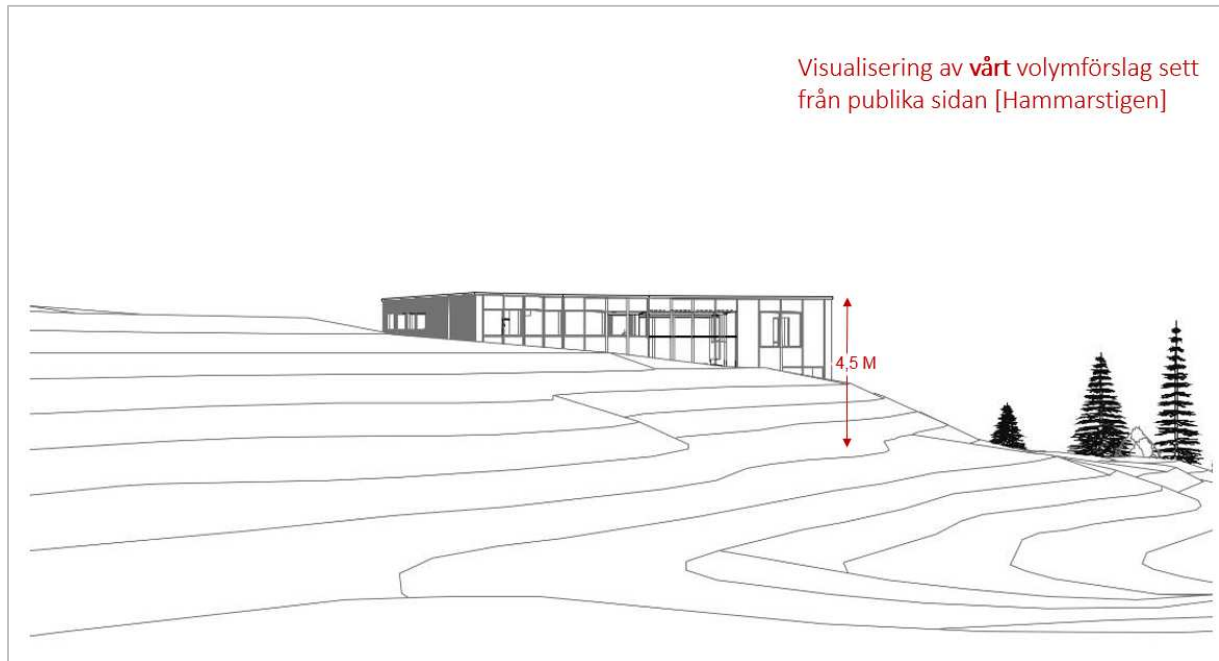 Visualisering av vårt volymförslag sett
från publika sidan [Hammarstigen]
4,5 M